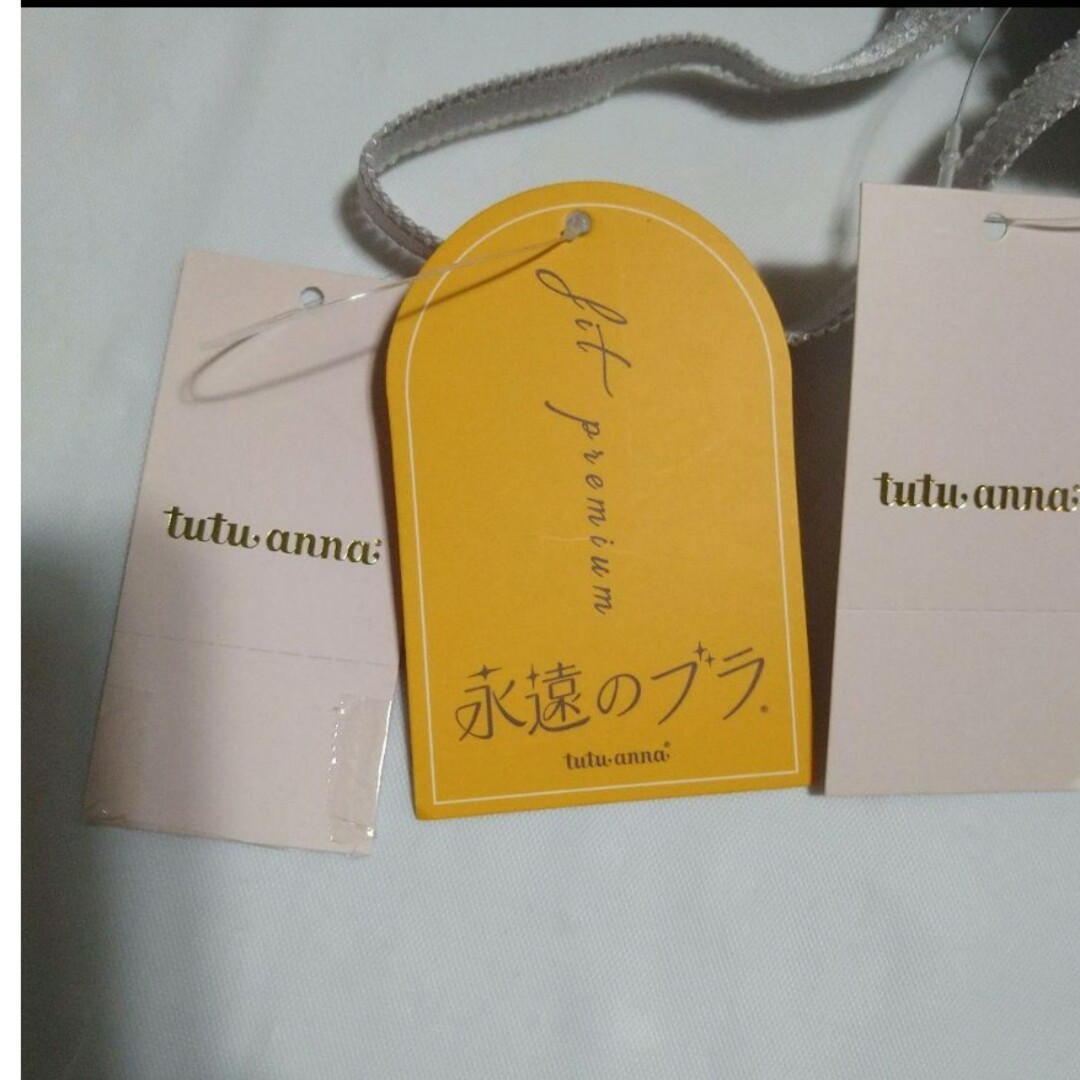 tutu anna
fit premium
永遠のブラ®
tutu anna®
tutu anna